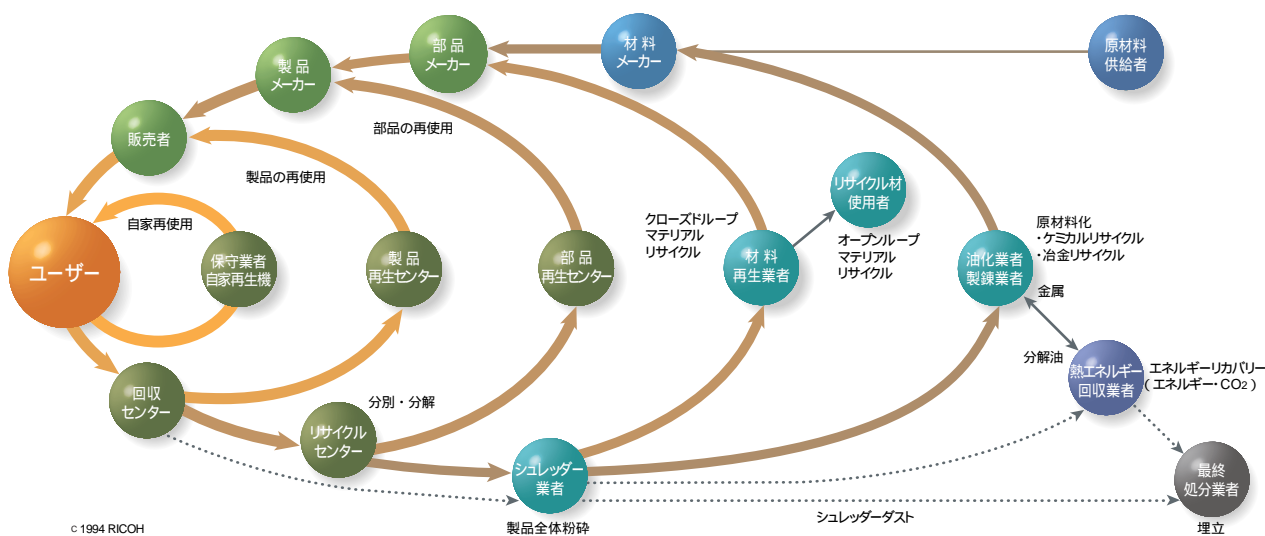 部品
メーカー
材料
メーカー
原材料
供給者
製品
メーカー
販売者
部品の再使用
製品の再使用
リサイクル材
使用者
自家再使用
クローズドループ
マテリアル
リサイクル
原材料化
・ケミカルリサイクル
・冶金リサイクル
オープンループ
マテリアル
リサイクル
ユーザー
保守業者
自家再生機
製品
再生センター
部品
再生センター
材料
再生業者
油化業者
製錬業者
金属
分解油
熱エネルギー
回収業者
エネルギーリカバリー
(エネルギー・CO2)
回収
センター
分別・分解
リサイクル
センター
シュレッダー
業者
最終
処分業者
シュレッダーダスト
製品全体粉砕
埋立
C 1994 RICOH